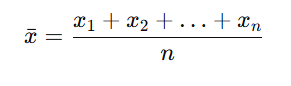 x̄ = (x₁ + x₂ + … + xₙ) / n